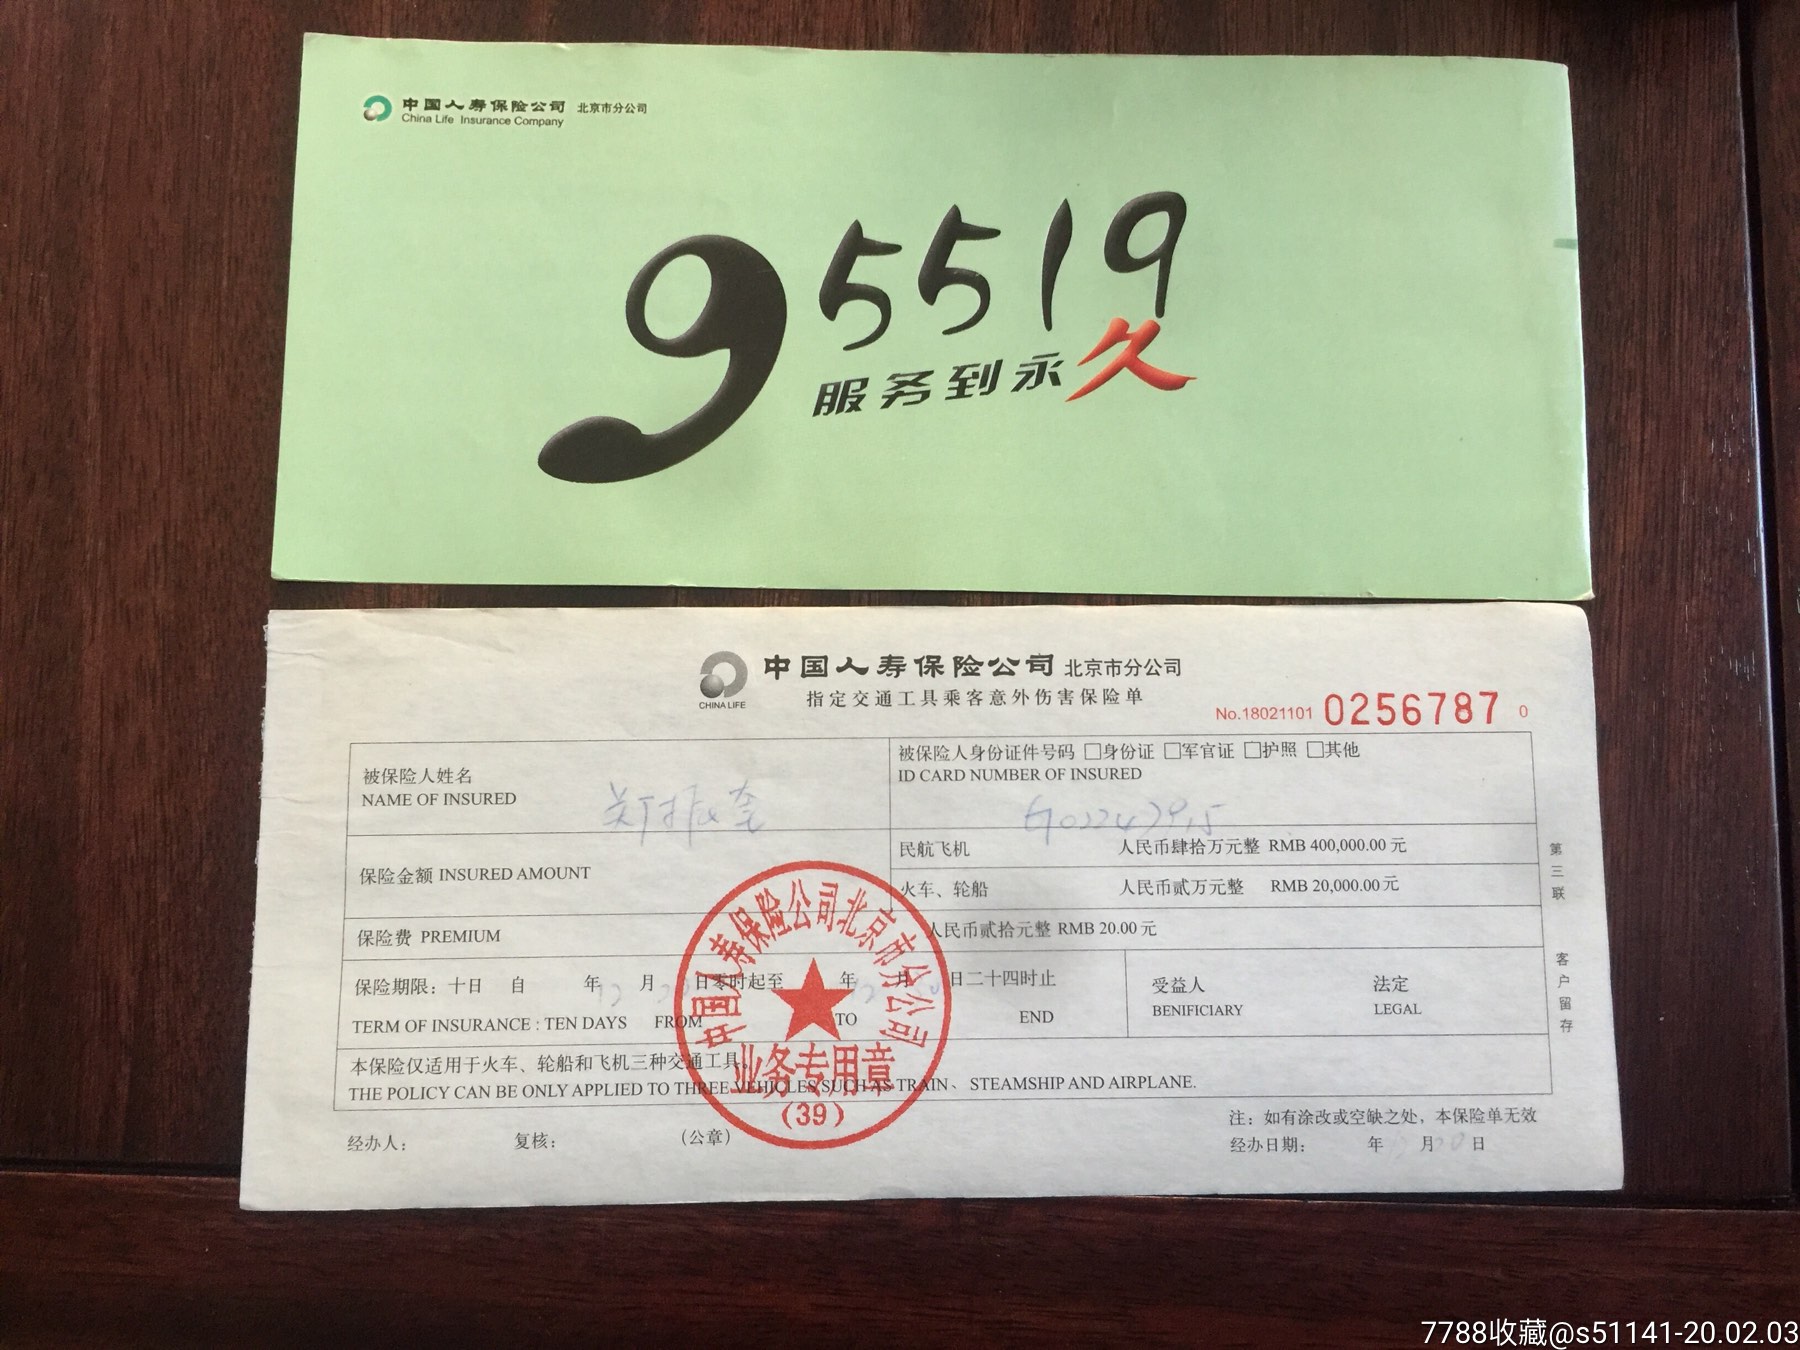 中国人寿保险公司 北京市分公司
China Life Insurance Company
95519
服务到永久
中国人寿保险公司 北京市分公司
CHINA LIFE
指定交通工具乘客意外伤害保险单
No.18021101 0256787 0
被保险人姓名
NAME OF INSURED
被保险人身份证件号码 □身份证 □军官证 □护照 □其他
ID CARD NUMBER OF INSURED
保险金额 INSURED AMOUNT
民航飞机 人民币肆拾万元整 RMB 400,000.00 元
火车、轮船 人民币贰万元整 RMB 20,000.00 元
保险费 PREMIUM
人民币贰拾元整 RMB 20.00 元
保险期限：十日 自 年 月 日零时起至 年 月 日二十四时止
TERM OF INSURANCE : TEN DAYS FROM TO END
受益人 法定
BENIFICIARY LEGAL
本保险仅适用于火车、轮船和飞机三种交通工具。
THE POLICY CAN BE ONLY APPLIED TO THREE VEHICLES SUCH AS TRAIN、STEAMSHIP AND AIRPLANE.
注：如有涂改或空缺之处，本保险单无效
经办人： 复核： （公章）
经办日期： 年 月 日
第三联
客户留存
中国人寿保险公司北京市分公司
业务专用章
(39)
7788收藏@s51141-20.02.03